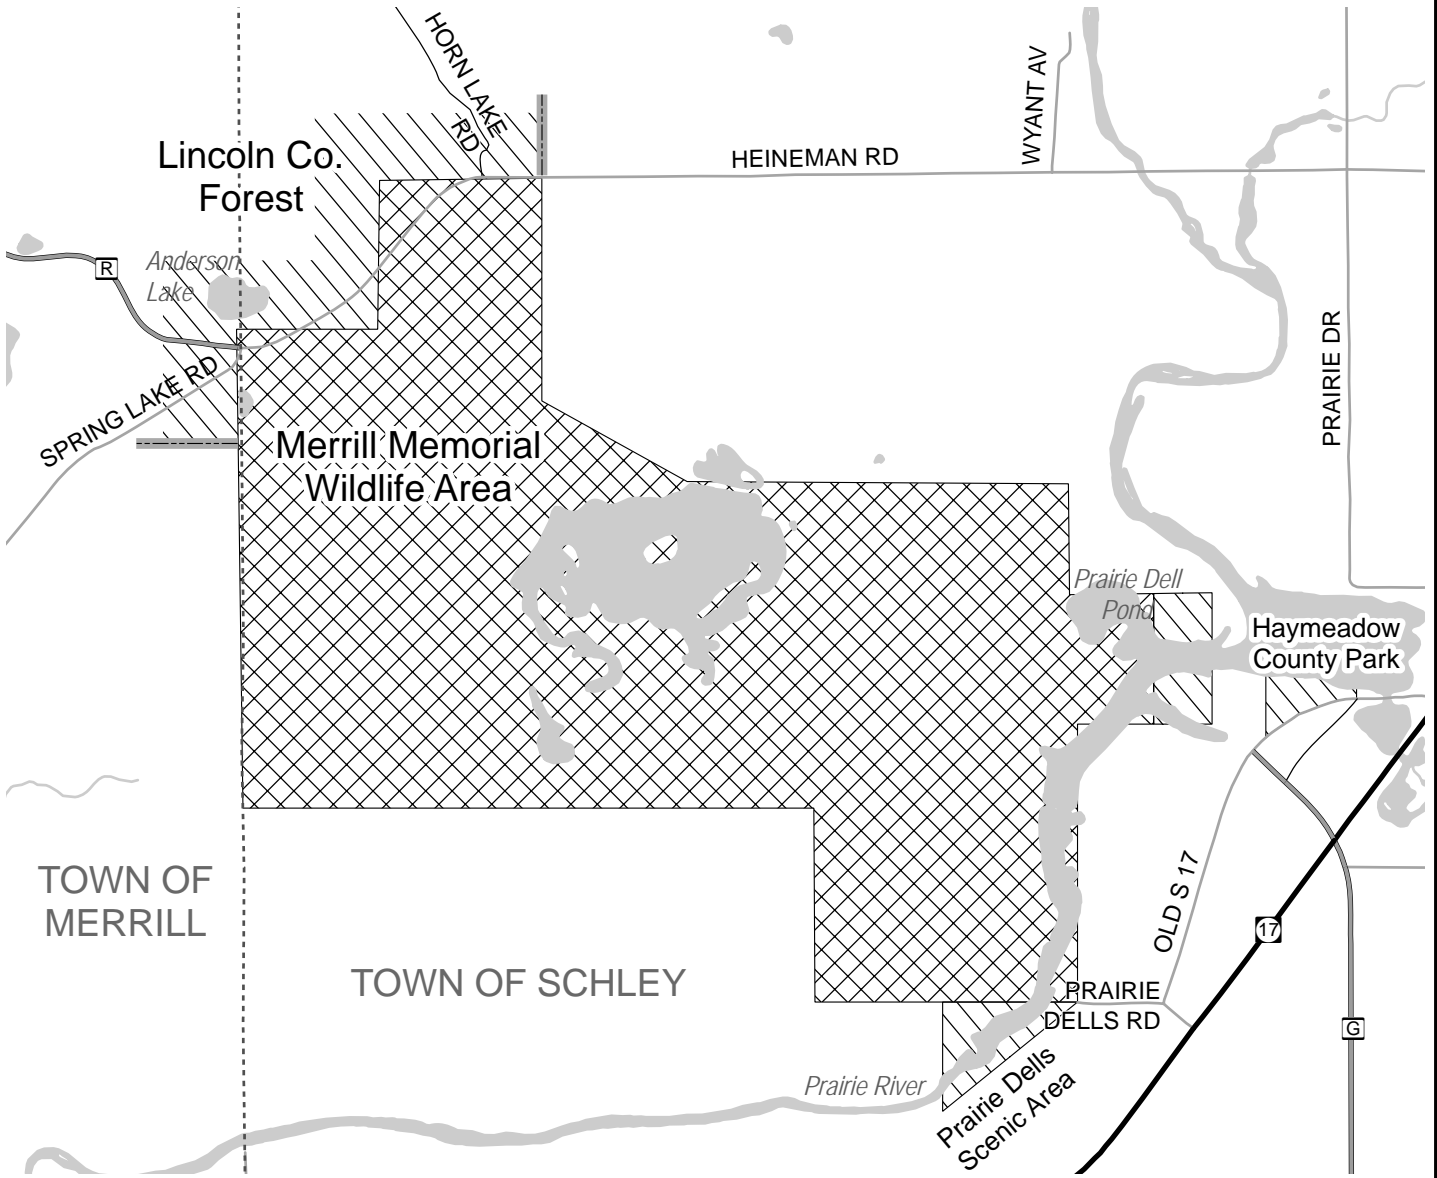 HORN LAKE
RD
WYANT AV
HEINEMAN RD
Lincoln Co.
Forest
Anderson
Lake
R
SPRING LAKE RD
PRAIRIE DR
Merrill Memorial
Wildlife Area
Prairie Dell
Pond
Haymeadow
County Park
TOWN OF
MERRILL
TOWN OF SCHLEY
OLD S 17
17
PRAIRIE
DELLS RD
G
Prairie River
Prairie Dells
Scenic Area